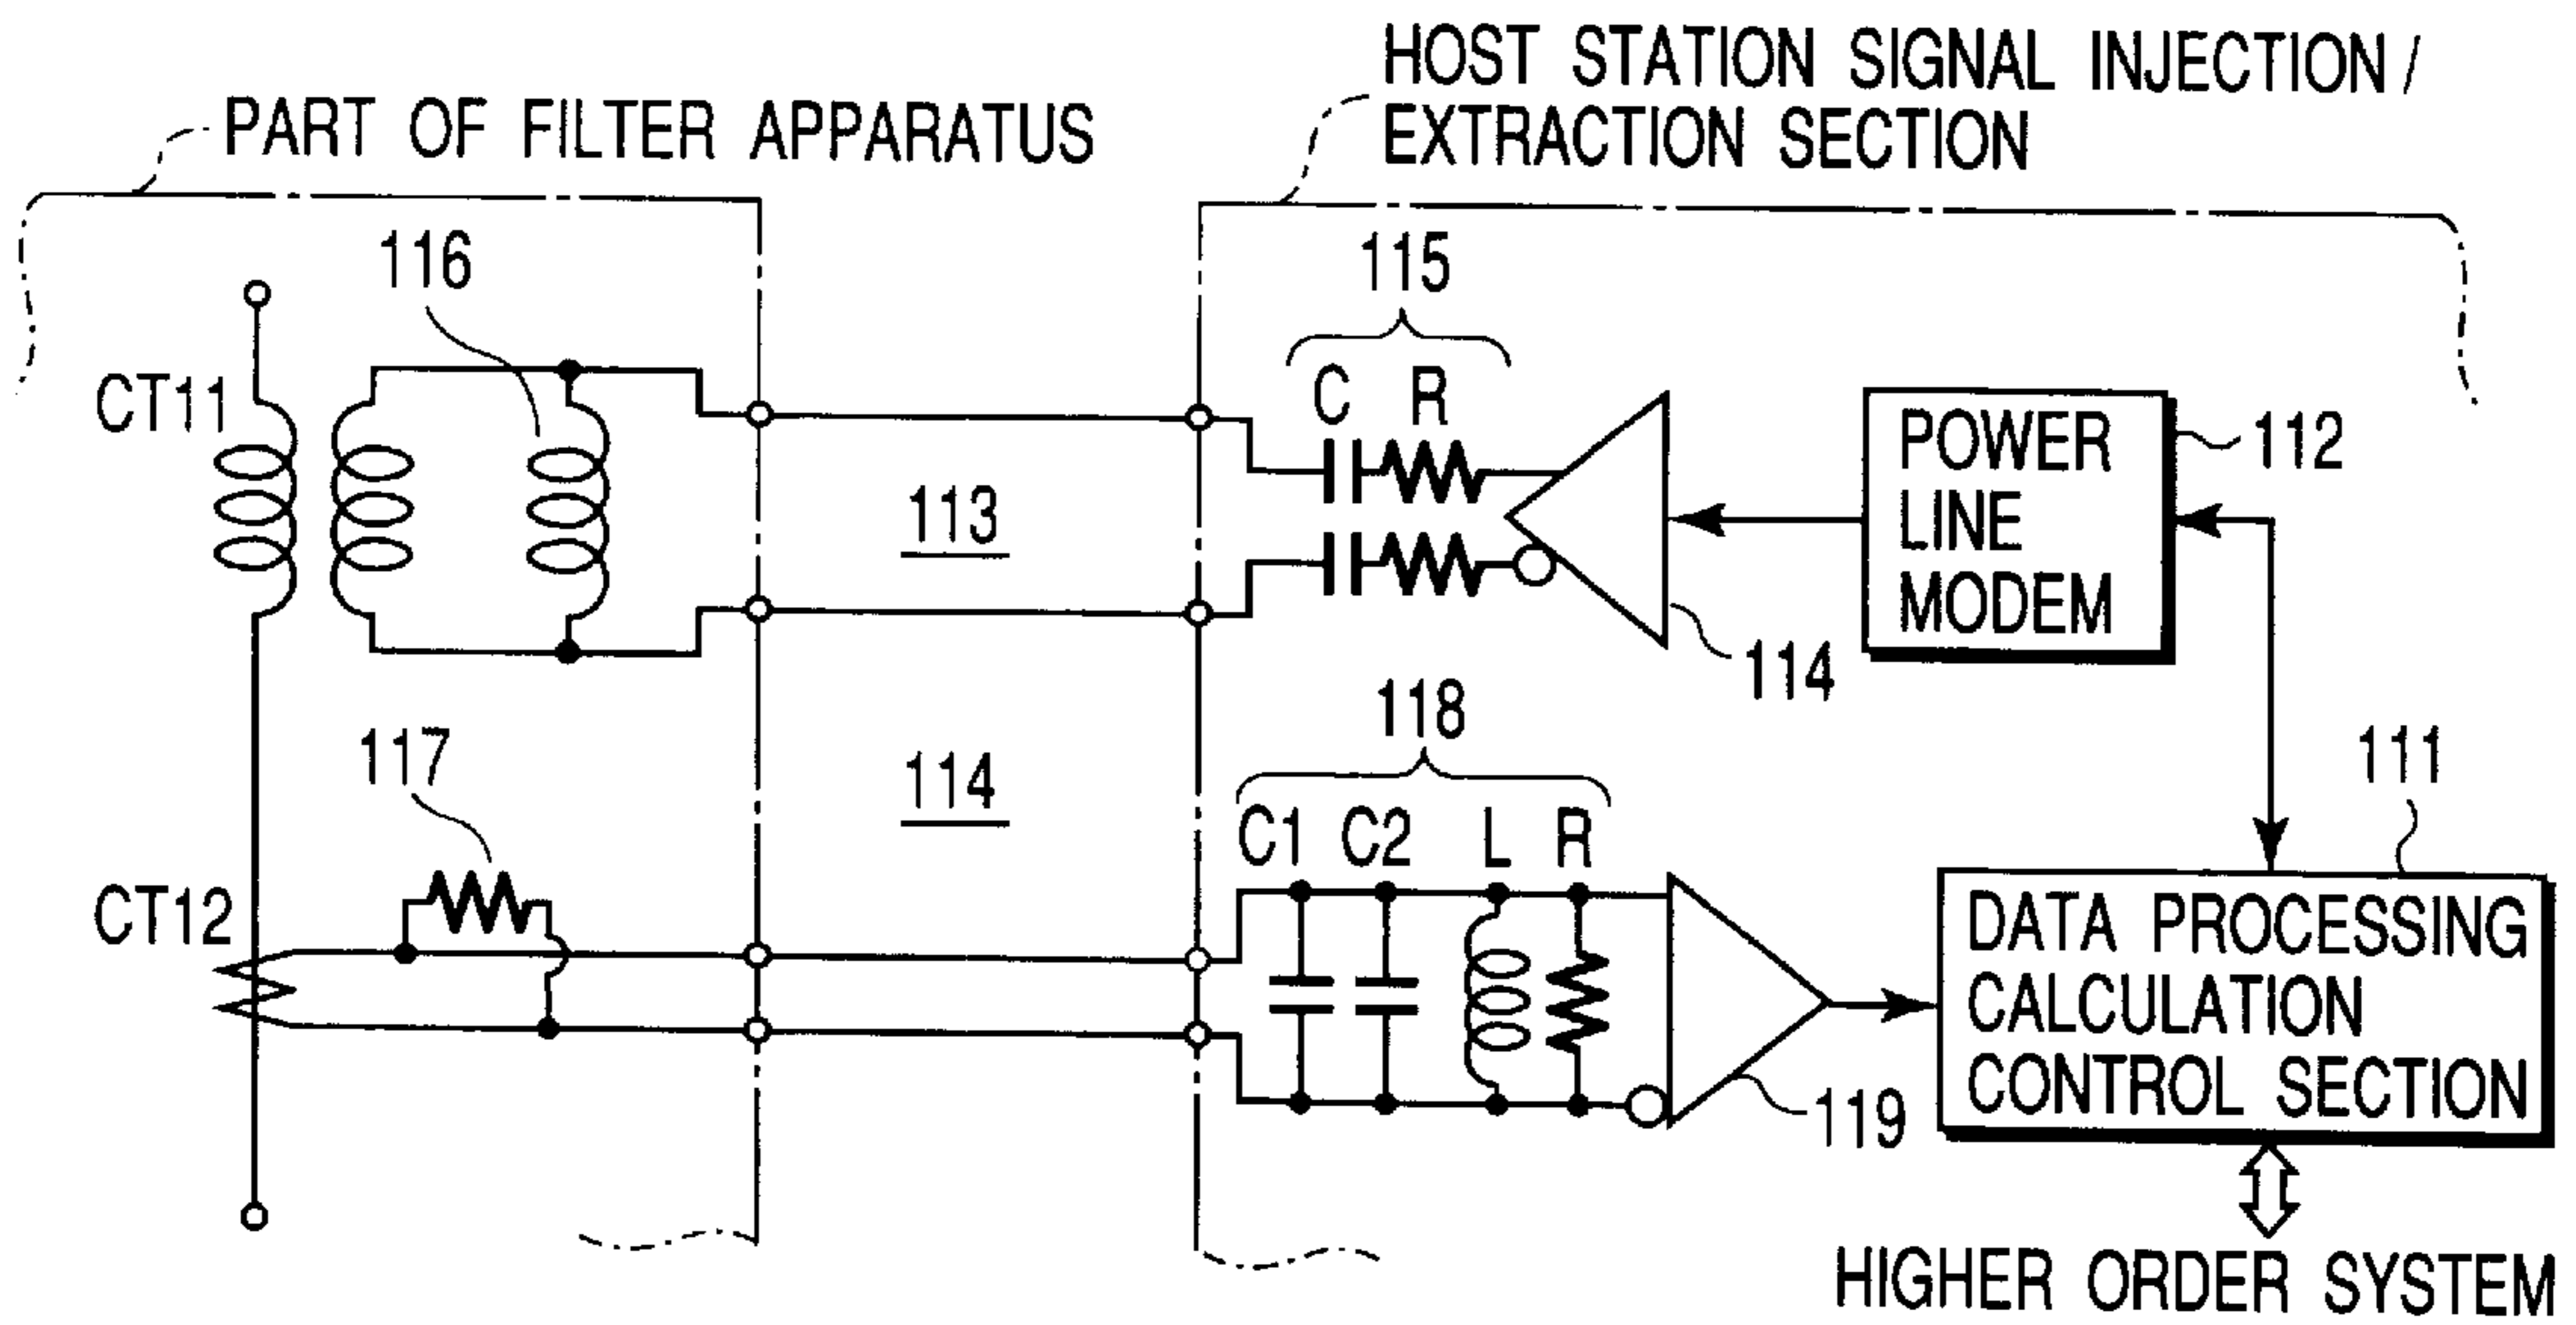 HOST STATION SIGNAL INJECTION /
EXTRACTION SECTION
PART OF FILTER APPARATUS
116
115
CT11
C R
POWER
LINE
MODEM
112
113
114
118
117
114
111
C1 C2 L R
CT12
DATA PROCESSING
CALCULATION
CONTROL SECTION
119
HIGHER ORDER SYSTEM